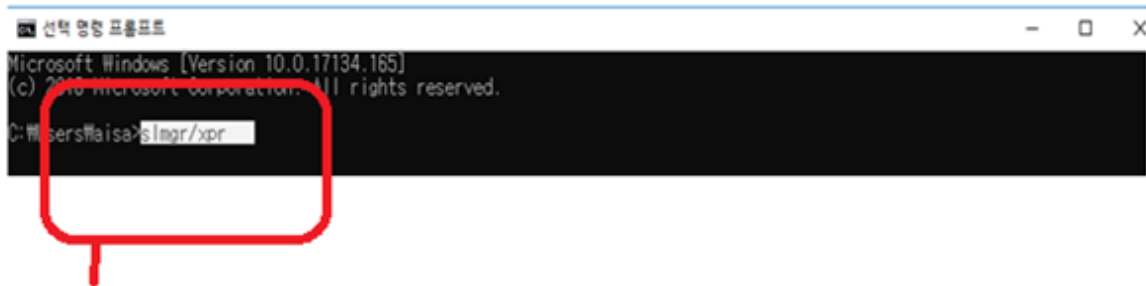 선택 명령 프롬프트
Microsoft Windows [Version 10.0.17134.165]
(c) 2018 Microsoft Corporation. All rights reserved.
C:₩Users₩aisa>slmgr/xpr